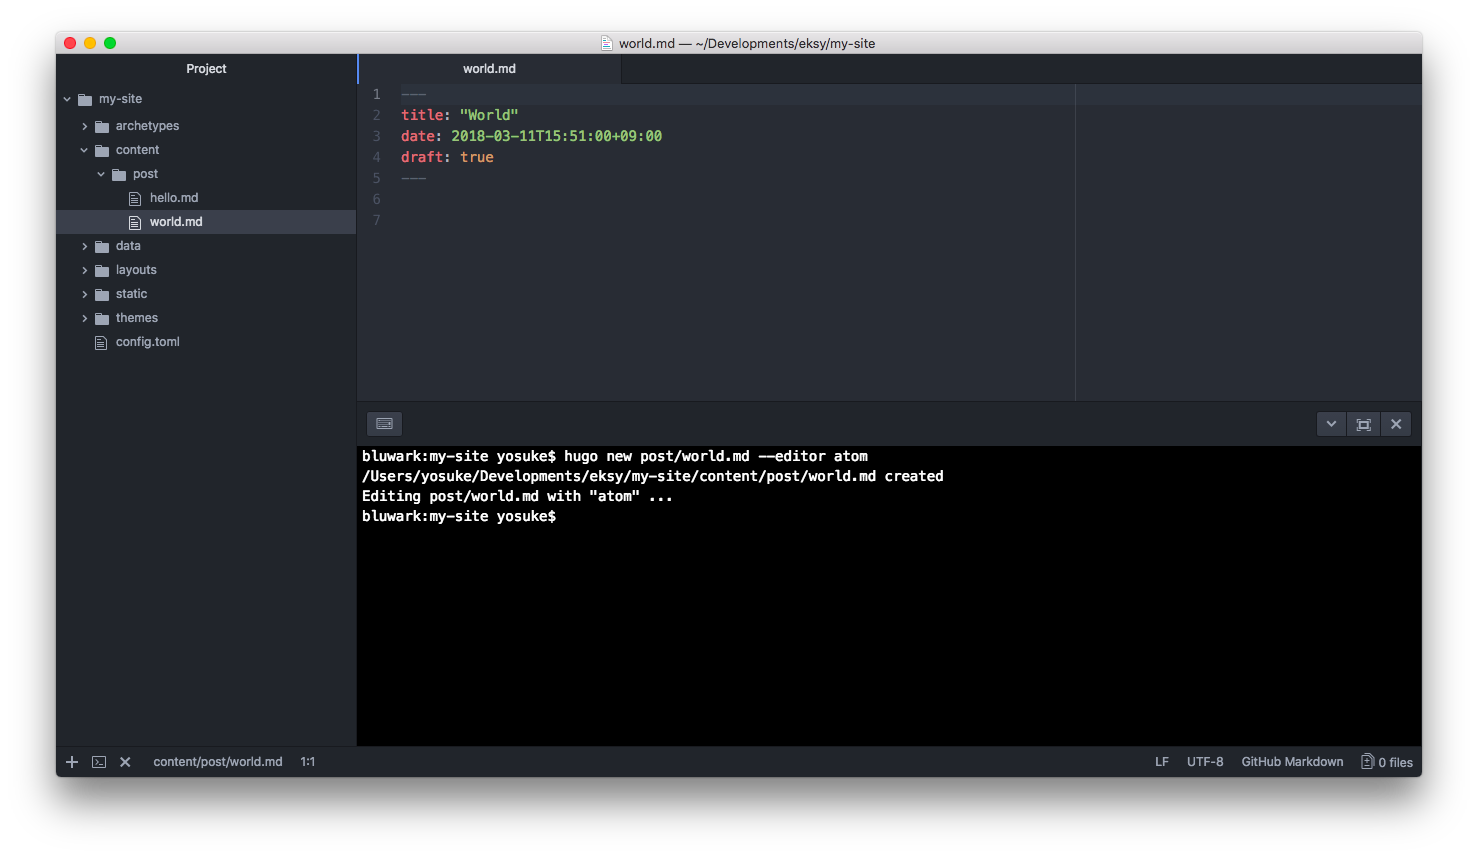 world.md — ~/Developments/eksy/my-site
Project
my-site
archetypes
content
post
hello.md
world.md
data
layouts
static
themes
config.toml
world.md
1 ---
2 title: "World"
3 date: 2018-03-11T15:51:00+09:00
4 draft: true
5 ---
6
7
bluwark:my-site yosuke$ hugo new post/world.md --editor atom
/Users/yosuke/Developments/eksy/my-site/content/post/world.md created
Editing post/world.md with "atom" ...
bluwark:my-site yosuke$
content/post/world.md 1:1 LF UTF-8 GitHub Markdown 0 files